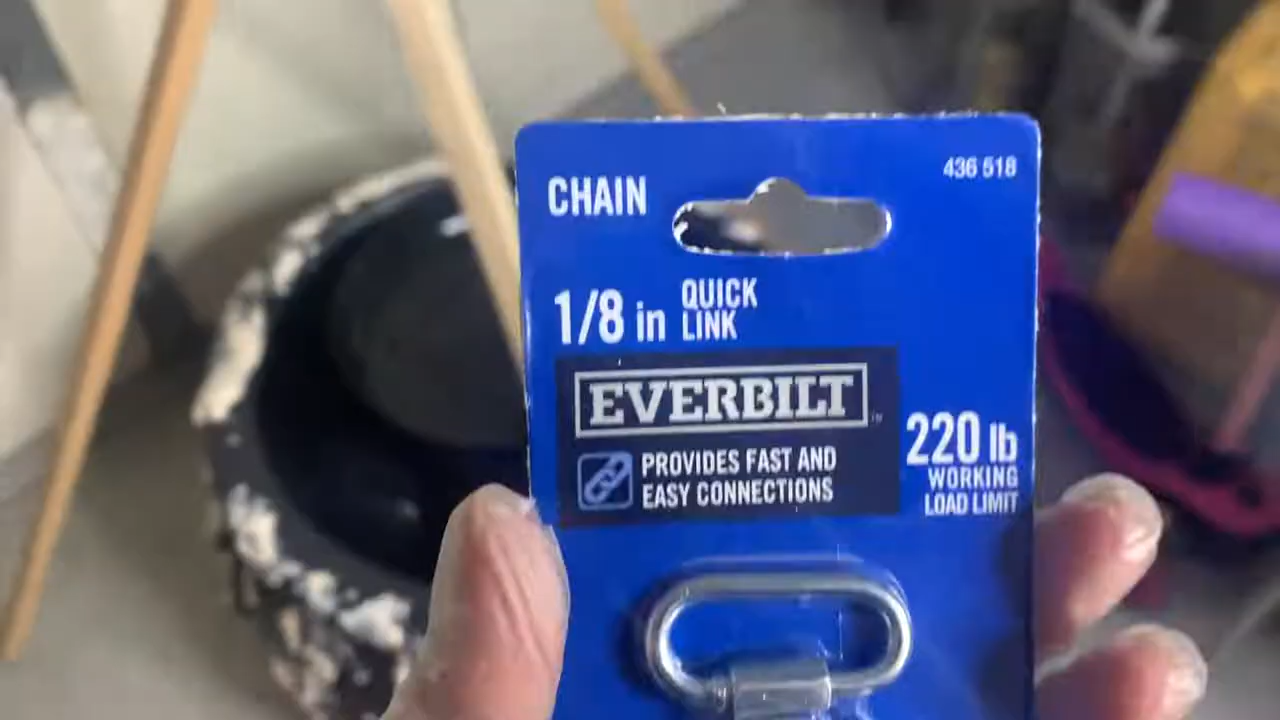 CHAIN
436 518
1/8 in QUICK LINK
EVERBILT
PROVIDES FAST AND
EASY CONNECTIONS
220 lb
WORKING
LOAD LIMIT